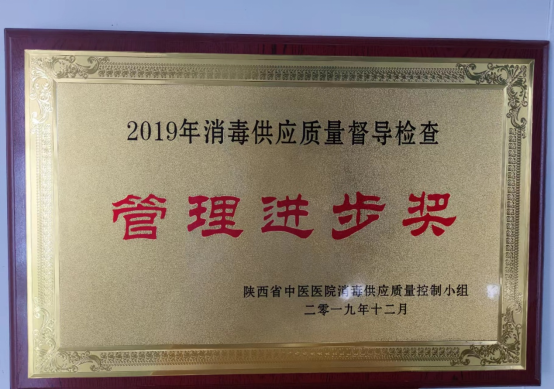 2019年消毒供应质量督导检查
管理进步奖
陕西省中医医院消毒供应质量控制小组
二零一九年十二月